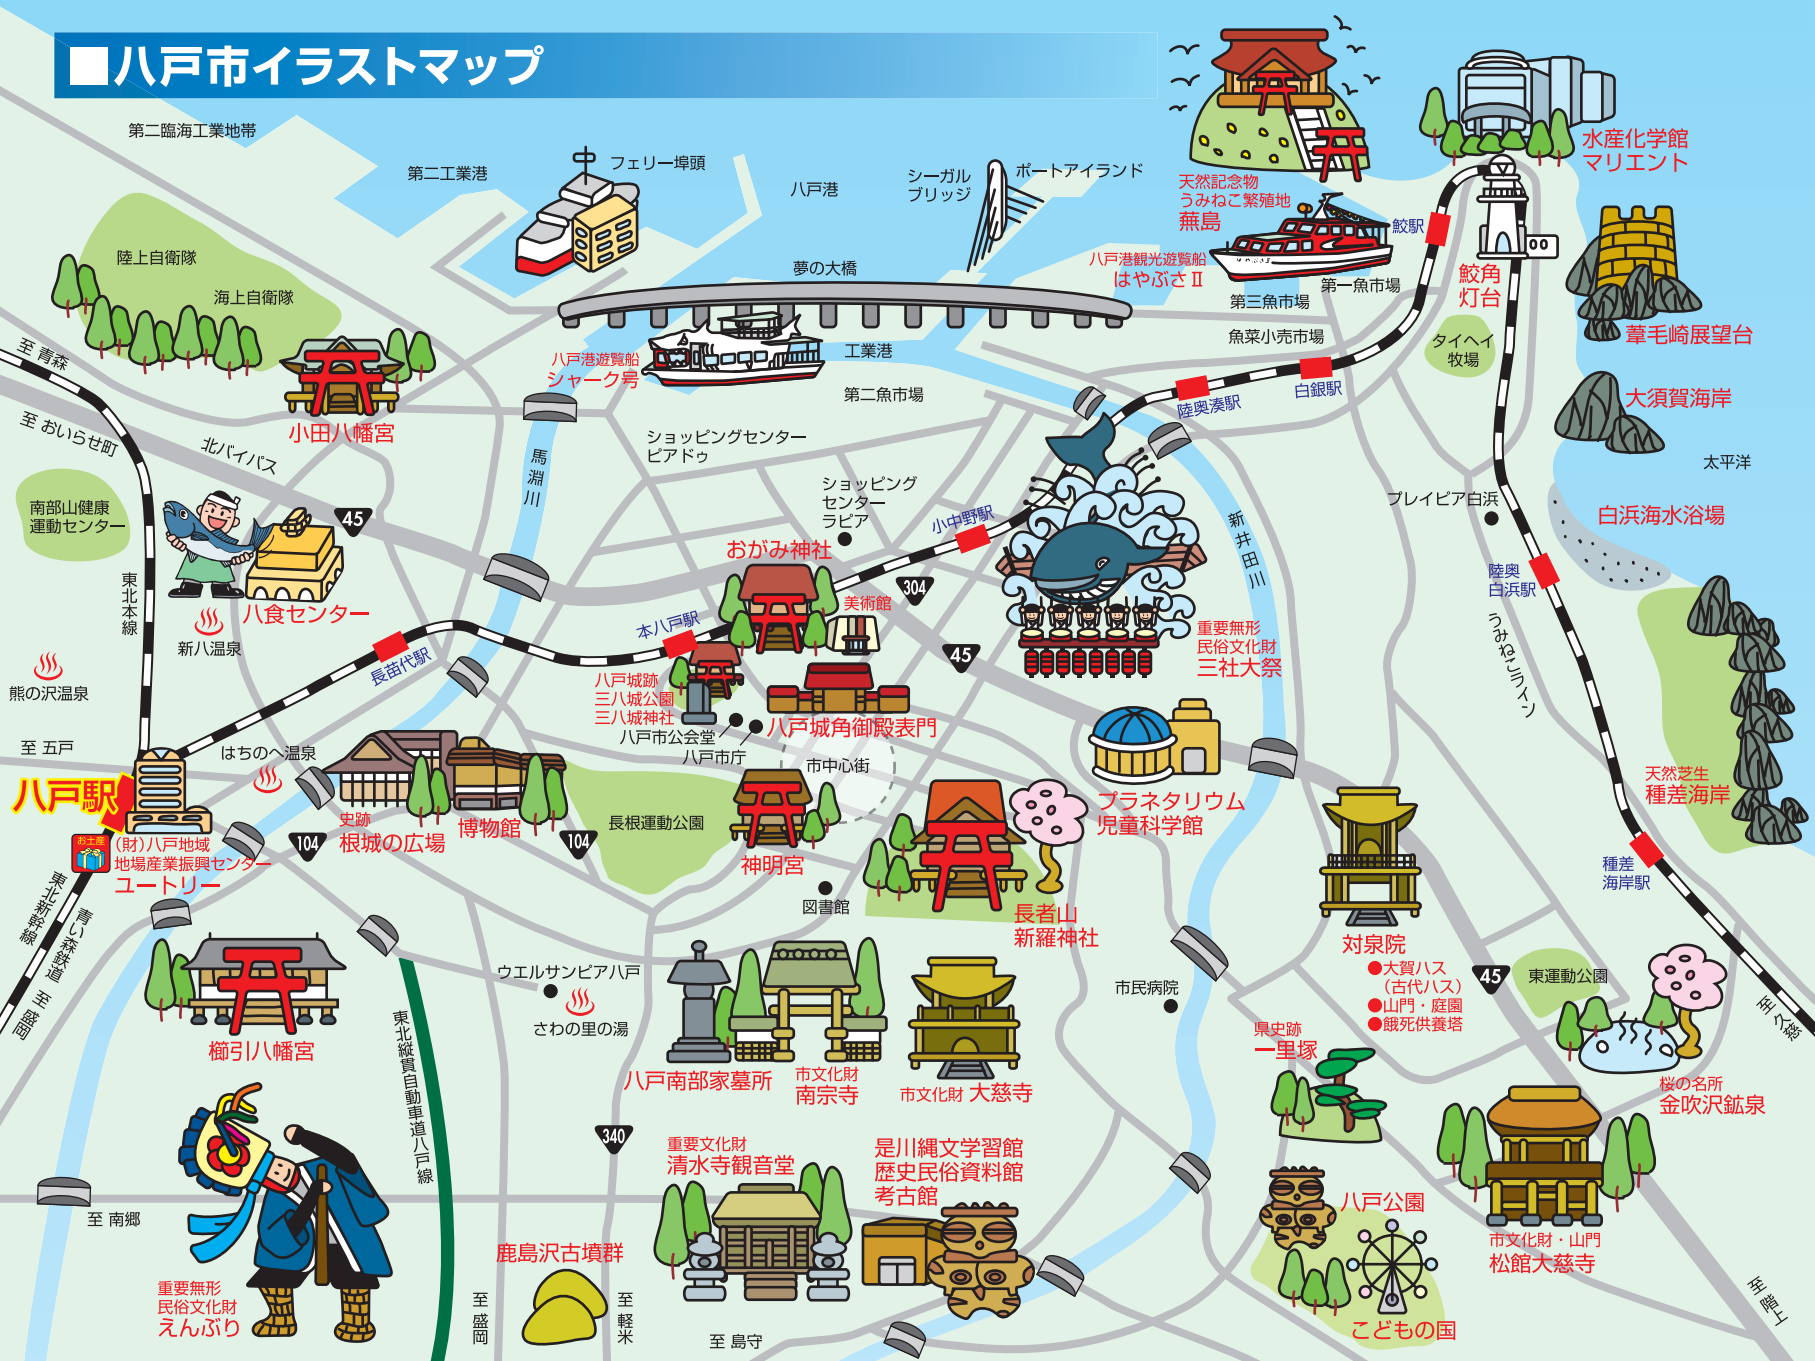 ■八戸市イラストマップ
第二臨海工業地帯
第二工業港
フェリー埠頭
八戸港
シーガル
ブリッジ
ポートアイランド
天然記念物
うみねこ繁殖地
蕪島
水産化学館
マリエント
鮫駅
八戸港観光遊覧船
はやぶさⅡ
鮫角
灯台
陸上自衛隊
海上自衛隊
夢の大橋
第三魚市場
第一魚市場
魚菜小売市場
タイヘイ
牧場
葦毛崎展望台
至 青森
八戸港遊覧船
シャーク号
工業港
第二魚市場
陸奥湊駅
白銀駅
大須賀海岸
至 おいらせ町
北バイパス
小田八幡宮
馬淵川
ショッピングセンター
ピアドゥ
太平洋
南部山健康
運動センター
45
ショッピング
センター
ラピア
小中野駅
新井田川
プレイピア白浜
白浜海水浴場
東北本線
八食センター
新八温泉
おがみ神社
美術館
304
本八戸駅
45
重要無形
民俗文化財
三社大祭
陸奥
白浜駅
うみねこライン
熊の沢温泉
長苗代駅
八戸城跡
三八城公園
三八城神社
八戸市公会堂
八戸市庁
八戸城角御殿表門
市中心街
至 五戸
はちのへ温泉
八戸駅
お土産
(財)八戸地域
地場産業振興センター
ユートリー
史跡
根城の広場
博物館
104
104
長根運動公園
神明宮
図書館
プラネタリウム
児童科学館
長者山
新羅神社
天然芝生
種差海岸
種差
海岸駅
東北新幹線
青い森鉄道
至 盛岡
櫛引八幡宮
東北縦貫自動車道八戸線
ウエルサンピア八戸
さわの里の湯
八戸南部家墓所
市文化財
南宗寺
市文化財 大慈寺
市民病院
対泉院
●大賀ハス
（古代ハス）
●山門・庭園
●餓死供養塔
45
東運動公園
至 久慈
県史跡
一里塚
桜の名所
金吹沢鉱泉
340
重要文化財
清水寺観音堂
是川縄文学習館
歴史民俗資料館
考古館
八戸公園
こどもの国
市文化財・山門
松館大慈寺
至 南郷
重要無形
民俗文化財
えんぶり
鹿島沢古墳群
至 盛岡
至 軽米
至 島守
至 階上